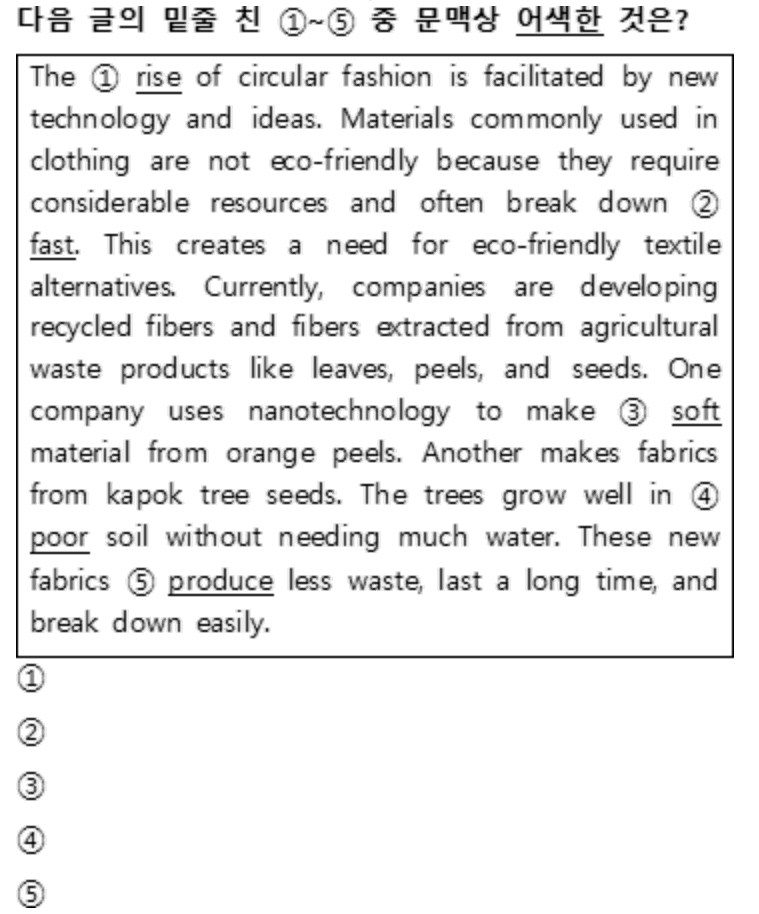 다음 글의 밑줄 친 ①~⑤ 중 문맥상 어색한 것은?
The ① rise of circular fashion is facilitated by new
technology and ideas. Materials commonly used in
clothing are not eco-friendly because they require
considerable resources and often break down ②
fast. This creates a need for eco-friendly textile
alternatives. Currently, companies are developing
recycled fibers and fibers extracted from agricultural
waste products like leaves, peels, and seeds. One
company uses nanotechnology to make ③ soft
material from orange peels. Another makes fabrics
from kapok tree seeds. The trees grow well in ④
poor soil without needing much water. These new
fabrics ⑤ produce less waste, last a long time, and
break down easily.
①
②
③
④
⑤